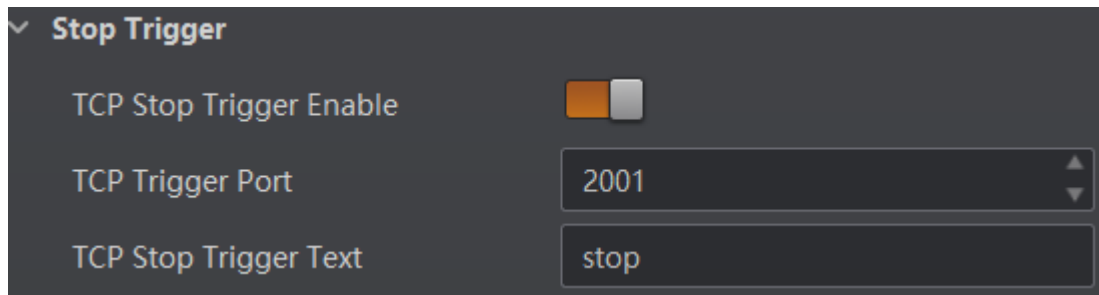 Stop Trigger
TCP Stop Trigger Enable
TCP Trigger Port 2001
TCP Stop Trigger Text stop